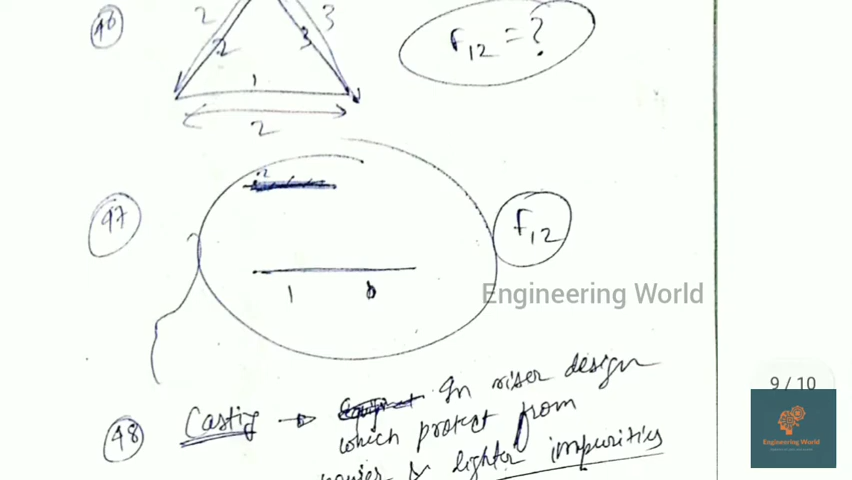 46
2
3
2
3
1
2
F12 = ?
47
2
F12
1
Engineering World
48 Casting → In riser design
which protect from
& lighter impurities
9 / 10
Engineering World